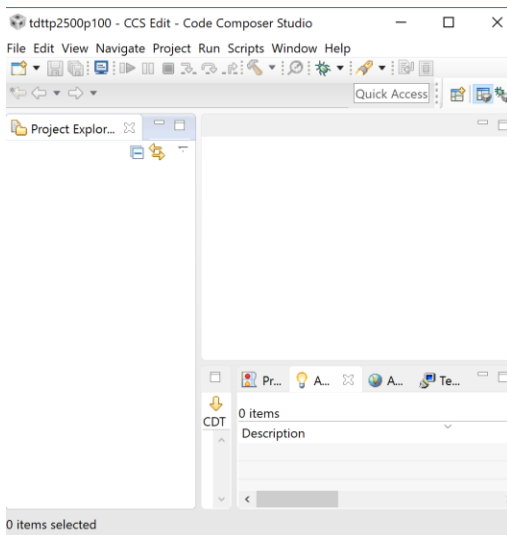 tdttp2500p100 - CCS Edit - Code Composer Studio
File Edit View Navigate Project Run Scripts Window Help
Quick Access
Project Explor...
Pr... A... A... Te...
CDT
0 items
Description
0 items selected